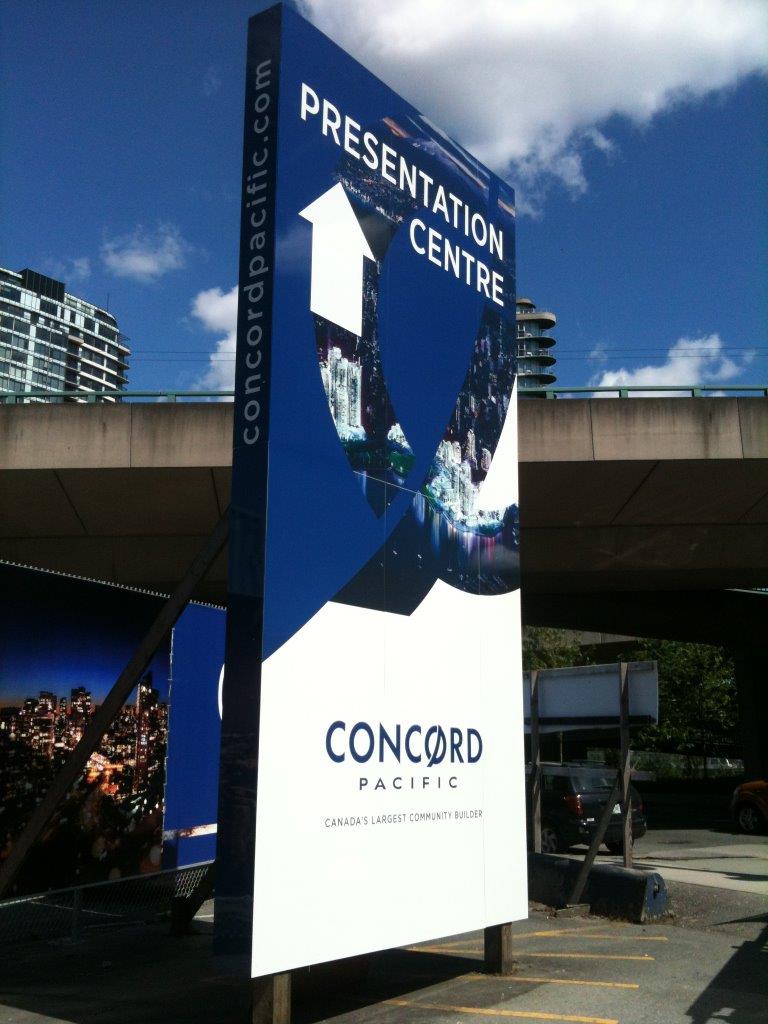 concordpacific.com
PRESENTATION
CENTRE
CONCORD
PACIFIC
CANADA'S LARGEST COMMUNITY BUILDER